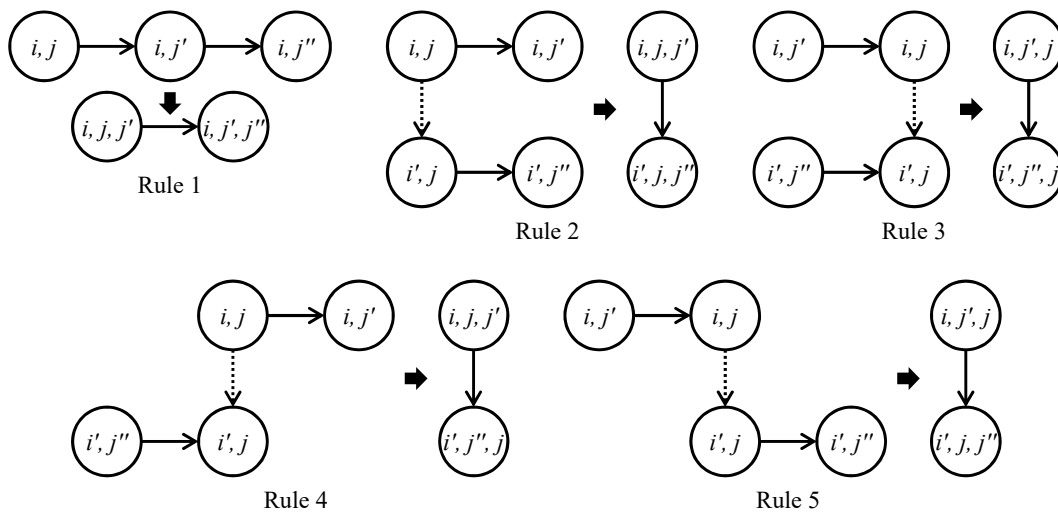 i, j i, j′ i, j″
i, j, j′ i, j′, j″
Rule 1
i, j i, j′ i, j, j′
i′, j i′, j″ i′, j, j″
Rule 2
i, j′ i, j i, j′, j
i′, j″ i′, j i′, j″, j
Rule 3
i, j i, j′ i, j, j′
i′, j″ i′, j i′, j″, j
Rule 4
i, j′ i, j i, j′, j
i′, j i′, j″ i′, j, j″
Rule 5